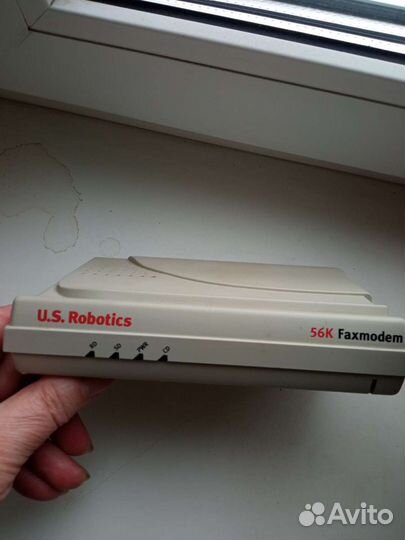 U.S. Robotics
56K Faxmodem
RD SD PWR CD
Avito